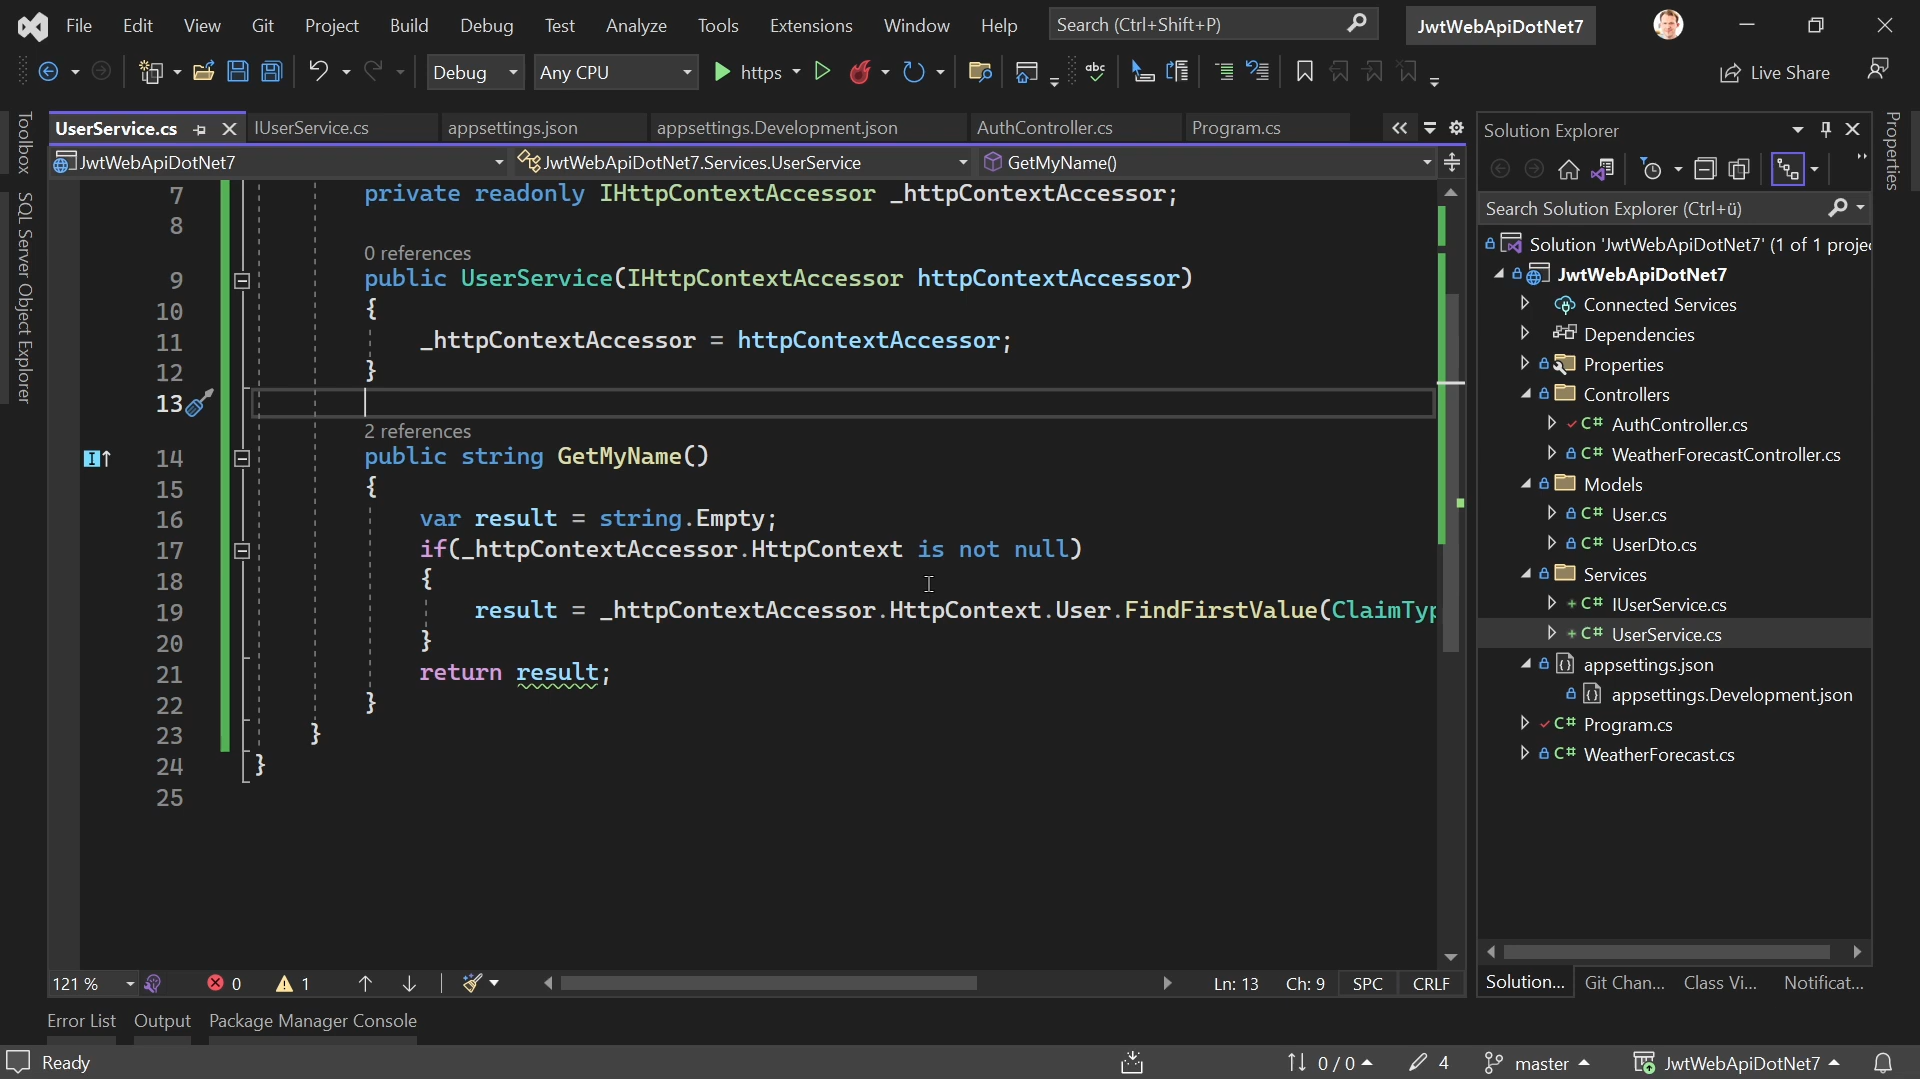 File Edit View Git Project Build Debug Test Analyze Tools Extensions Window Help Search (Ctrl+Shift+P) JwtWebApiDotNet7
Debug Any CPU https Live Share
Toolbox
SQL Server Object Explorer
UserService.cs IUserService.cs appsettings.json appsettings.Development.json AuthController.cs Program.cs
JwtWebApiDotNet7 JwtWebApiDotNet7.Services.UserService GetMyName()
7 private readonly IHttpContextAccessor _httpContextAccessor;
8
0 references
9 public UserService(IHttpContextAccessor httpContextAccessor)
10 {
11 _httpContextAccessor = httpContextAccessor;
12 }
13
2 references
14 public string GetMyName()
15 {
16 var result = string.Empty;
17 if(_httpContextAccessor.HttpContext is not null)
18 {
19 result = _httpContextAccessor.HttpContext.User.FindFirstValue(ClaimTyp
20 }
21 return result;
22 }
23 }
24 }
25
121 % 0 1 Ln: 13 Ch: 9 SPC CRLF
Error List Output Package Manager Console
Solution Explorer
Search Solution Explorer (Ctrl+ü)
Solution 'JwtWebApiDotNet7' (1 of 1 proje
JwtWebApiDotNet7
Connected Services
Dependencies
Properties
Controllers
C# AuthController.cs
C# WeatherForecastController.cs
Models
C# User.cs
C# UserDto.cs
Services
C# IUserService.cs
C# UserService.cs
appsettings.json
appsettings.Development.json
C# Program.cs
C# WeatherForecast.cs
Solution... Git Chan... Class Vi... Notificat...
Properties
Ready 0 / 0 4 master JwtWebApiDotNet7